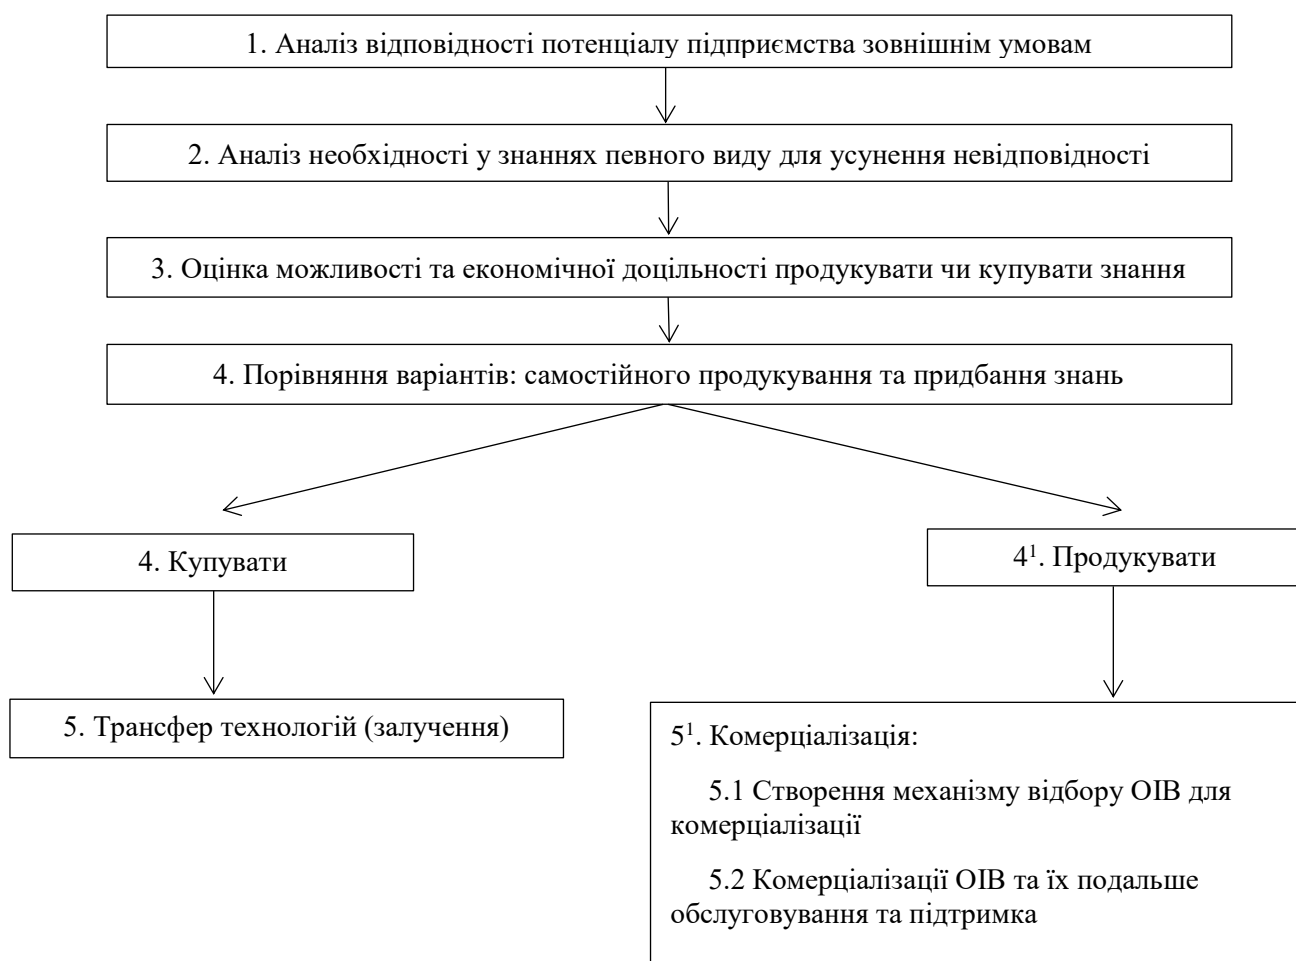 1. Аналіз відповідності потенціалу підприємства зовнішнім умовам
2. Аналіз необхідності у знаннях певного виду для усунення невідповідності
3. Оцінка можливості та економічної доцільності продукувати чи купувати знання
4. Порівняння варіантів: самостійного продукування та придбання знань
4. Купувати
4¹. Продукувати
5. Трансфер технологій (залучення)
5¹. Комерціалізація:
5.1 Створення механізму відбору ОІВ для
комерціалізації
5.2 Комерціалізації ОІВ та їх подальше
обслуговування та підтримка